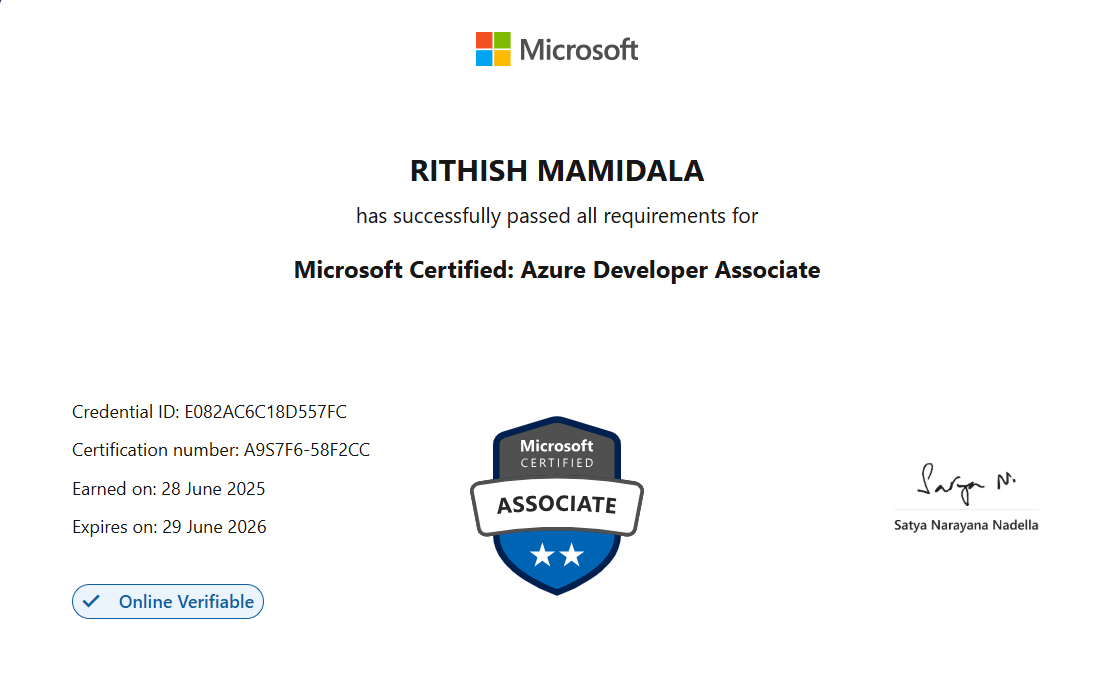 Microsoft
RITHISH MAMIDALA
has successfully passed all requirements for
Microsoft Certified: Azure Developer Associate
Credential ID: E082AC6C18D557FC
Certification number: A9S7F6-58F2CC
Earned on: 28 June 2025
Expires on: 29 June 2026
Online Verifiable
Microsoft
CERTIFIED
ASSOCIATE
Satya N.
Satya Narayana Nadella